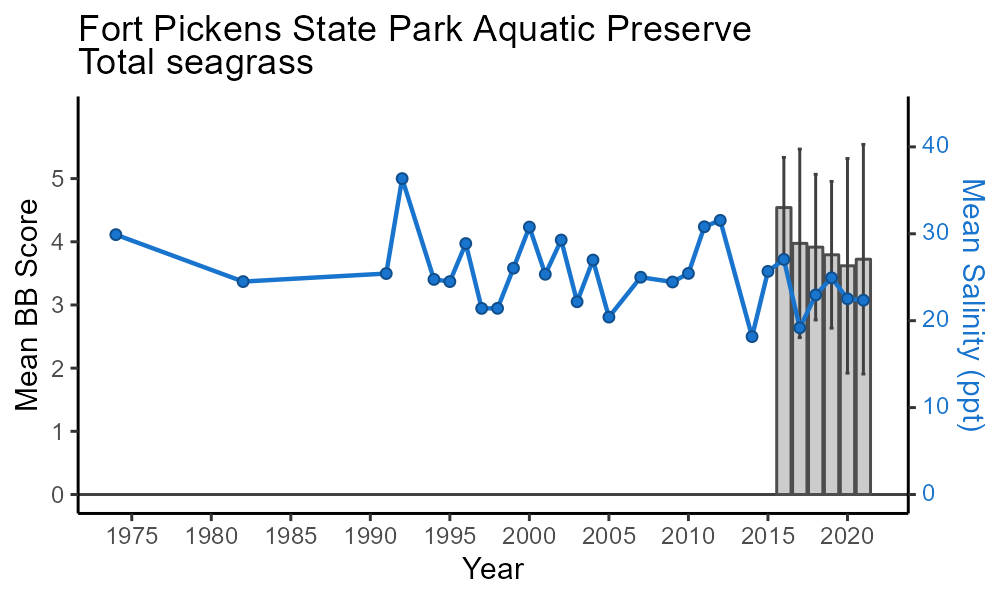 Fort Pickens State Park Aquatic Preserve
Total seagrass
Mean BB Score
5
4
3
2
1
0
40
30
20
10
0
Mean Salinity (ppt)
1975 1980 1985 1990 1995 2000 2005 2010 2015 2020
Year